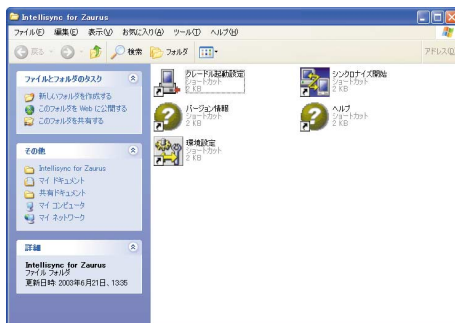 Intellisync for Zaurus
ファイル(F) 編集(E) 表示(V) お気に入り(A) ツール(T) ヘルプ(H)
戻る 検索 フォルダ アドレス(D)
ファイルとフォルダのタスク
新しいフォルダを作成する
このフォルダを Web に公開する
このフォルダを共有する
その他
Intellisync for Zaurus
マイ ドキュメント
共有ドキュメント
マイ コンピュータ
マイ ネットワーク
詳細
Intellisync for Zaurus
ファイル フォルダ
更新日時: 2003年6月21日、13:35
クレードル起動設定
ショートカット
2 KB
シンクロナイズ開始
ショートカット
2 KB
バージョン情報
ショートカット
2 KB
ヘルプ
ショートカット
2 KB
環境設定
ショートカット
2 KB